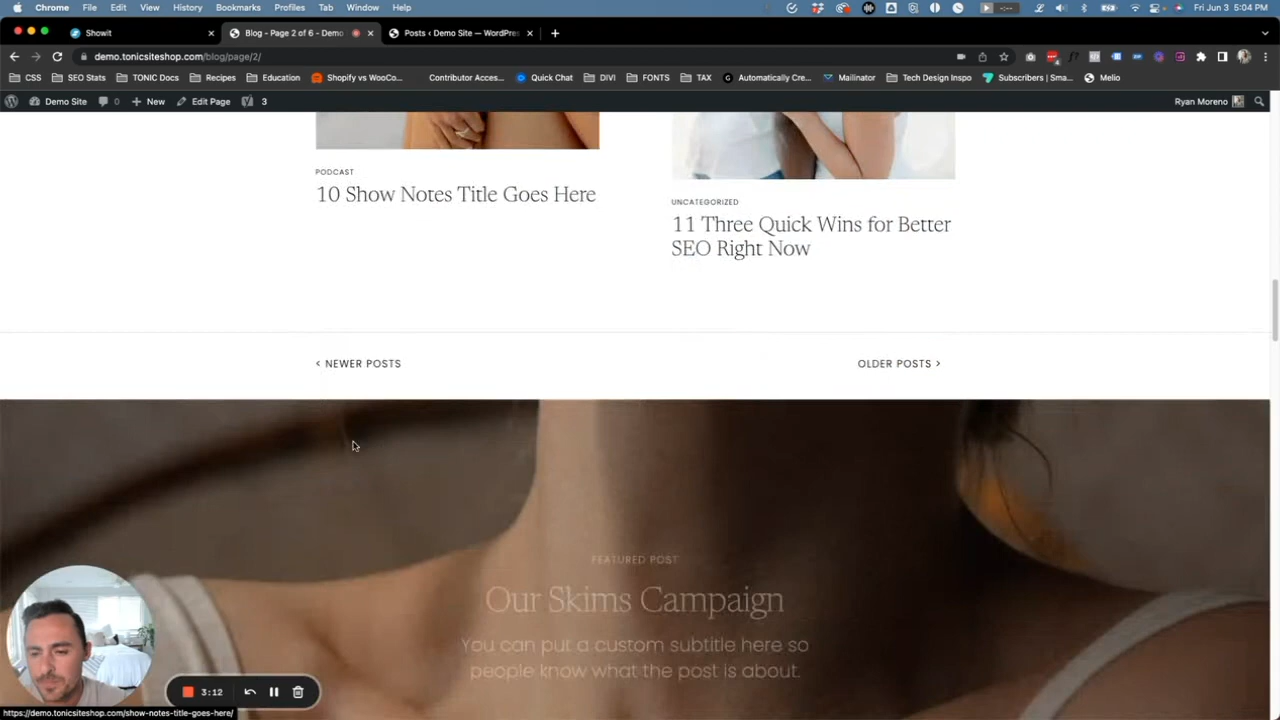 Chrome File Edit View History Bookmarks Profiles Tab Window Help Fri Jun 3 5:04 PM
Showit Blog - Page 2 of 6 - Demo Posts ‹ Demo Site — WordPres
demo.tonicsiteshop.com/blog/page/2/
CSS SEO Stats TONIC Docs Recipes Education Shopify vs WooCo... Contributor Acces... Quick Chat DIVI FONTS TAX Automatically Cre... Mailinator Tech Design Inspo Subscribers | Sma... Melio
Demo Site 0 + New Edit Page 3 Ryan Moreno
PODCAST
10 Show Notes Title Goes Here
UNCATEGORIZED
11 Three Quick Wins for Better
SEO Right Now
< NEWER POSTS OLDER POSTS >
FEATURED POST
Our Skims Campaign
You can put a custom subtitle here so
people know what the post is about.
3:12
https://demo.tonicsiteshop.com/show-notes-title-goes-here/